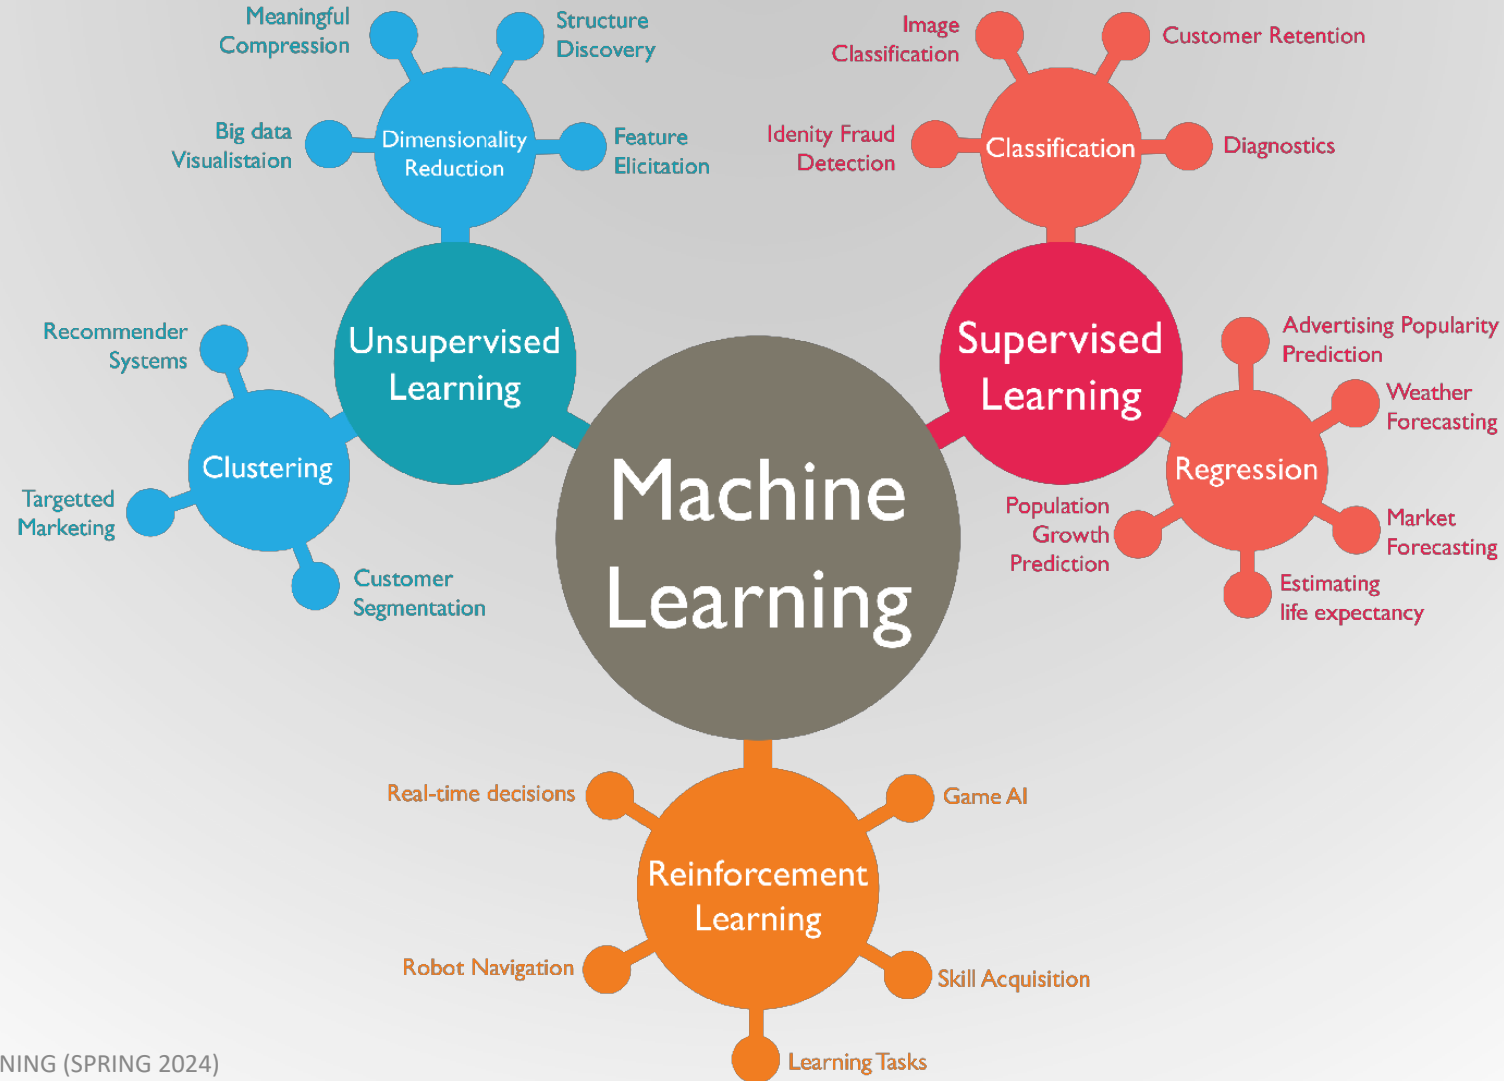 Meaningful
Compression
Structure
Discovery
Big data
Visualistaion
Dimensionality
Reduction
Feature
Elicitation
Image
Classification
Customer Retention
Idenity Fraud
Detection
Classification
Diagnostics
Unsupervised
Learning
Supervised
Learning
Recommender
Systems
Clustering
Targetted
Marketing
Customer
Segmentation
Machine
Learning
Advertising Popularity
Prediction
Weather
Forecasting
Regression
Population
Growth
Prediction
Market
Forecasting
Estimating
life expectancy
Real-time decisions
Game AI
Reinforcement
Learning
Robot Navigation
Skill Acquisition
Learning Tasks
NING (SPRING 2024)